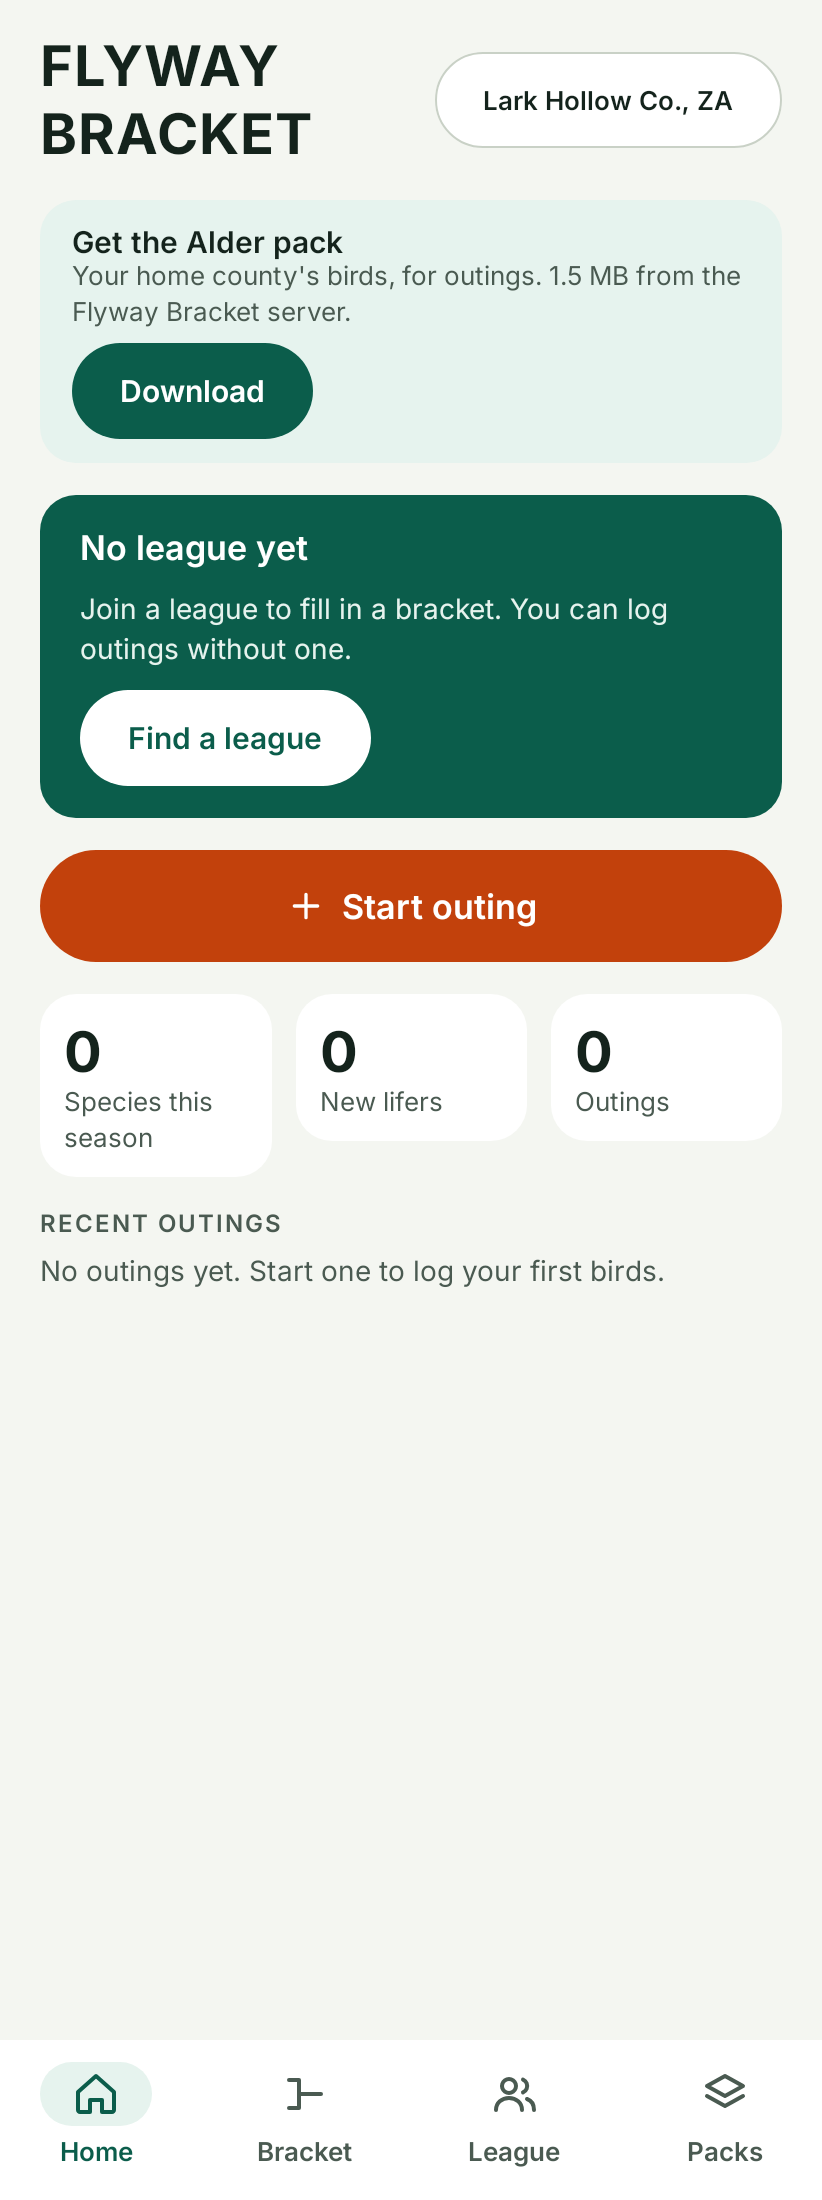 FLYWAY
BRACKET
Lark Hollow Co., ZA
Get the Alder pack
Your home county's birds, for outings. 1.5 MB from the
Flyway Bracket server.
Download
No league yet
Join a league to fill in a bracket. You can log
outings without one.
Find a league
Start outing
0
Species this
season
0
New lifers
0
Outings
RECENT OUTINGS
No outings yet. Start one to log your first birds.
Home
Bracket
League
Packs